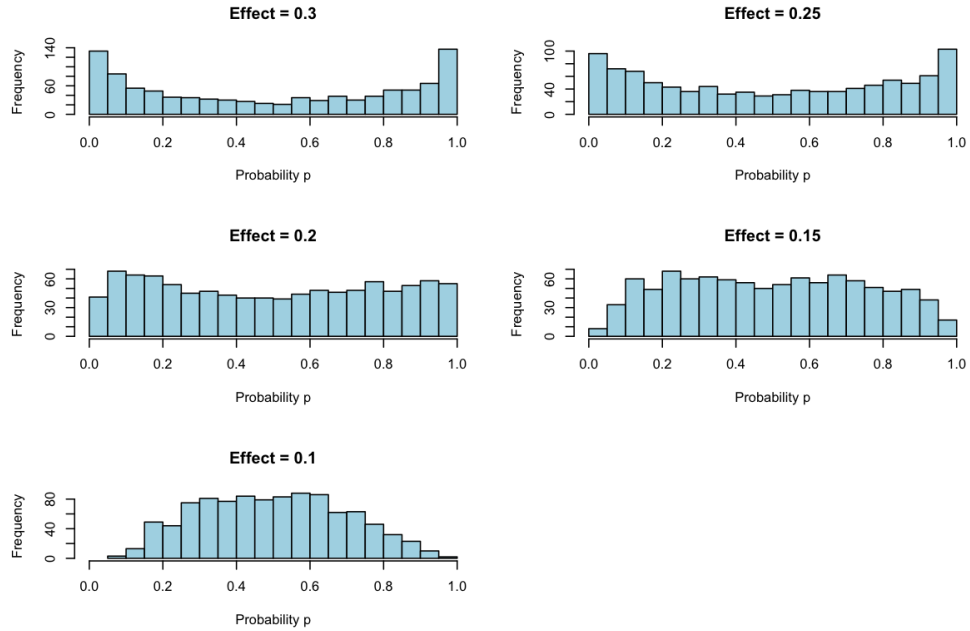 Effect = 0.3
Frequency
0 60 140
0.0 0.2 0.4 0.6 0.8 1.0
Probability p
Effect = 0.25
Frequency
0 40 100
0.0 0.2 0.4 0.6 0.8 1.0
Probability p
Effect = 0.2
Frequency
0 30 60
0.0 0.2 0.4 0.6 0.8 1.0
Probability p
Effect = 0.15
Frequency
0 30 60
0.0 0.2 0.4 0.6 0.8 1.0
Probability p
Effect = 0.1
Frequency
0 40 80
0.0 0.2 0.4 0.6 0.8 1.0
Probability p